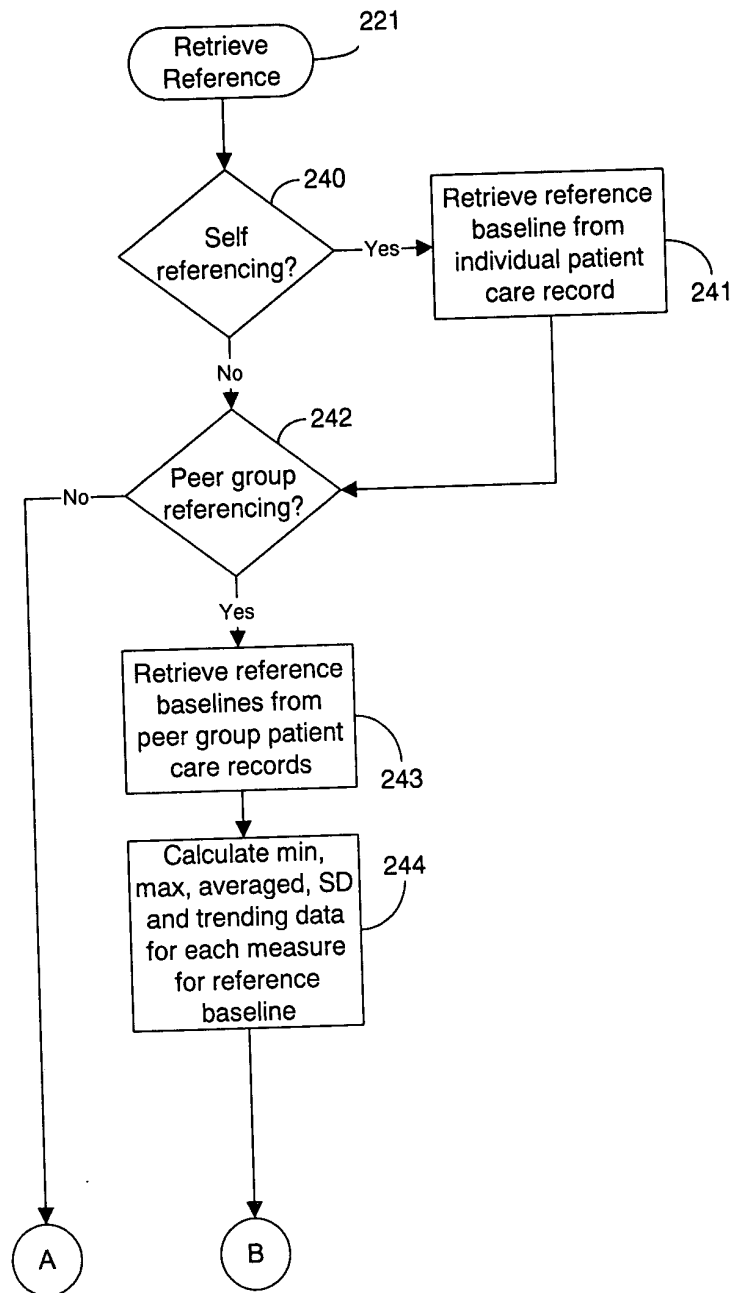 221
Retrieve
Reference
240
Self
referencing?
Yes
Retrieve reference
baseline from
individual patient
care record
241
No
242
Peer group
referencing?
No
Yes
Retrieve reference
baselines from
peer group patient
care records
243
Calculate min,
max, averaged, SD
and trending data
for each measure
for reference
baseline
244
A
B